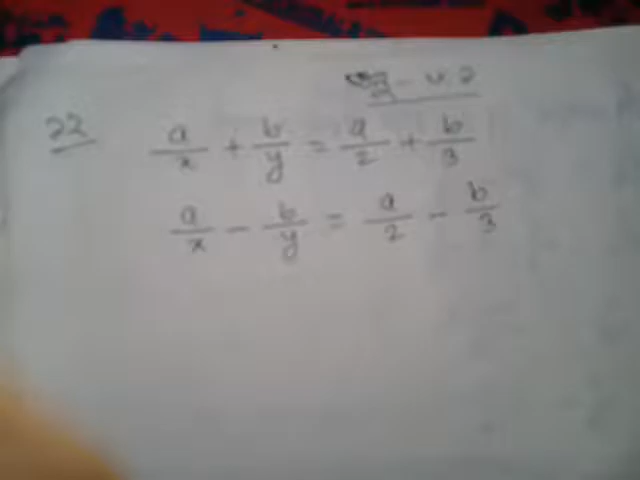 22
a/x + b/y = a/2 + b/3
a/x - b/y = a/2 - b/3